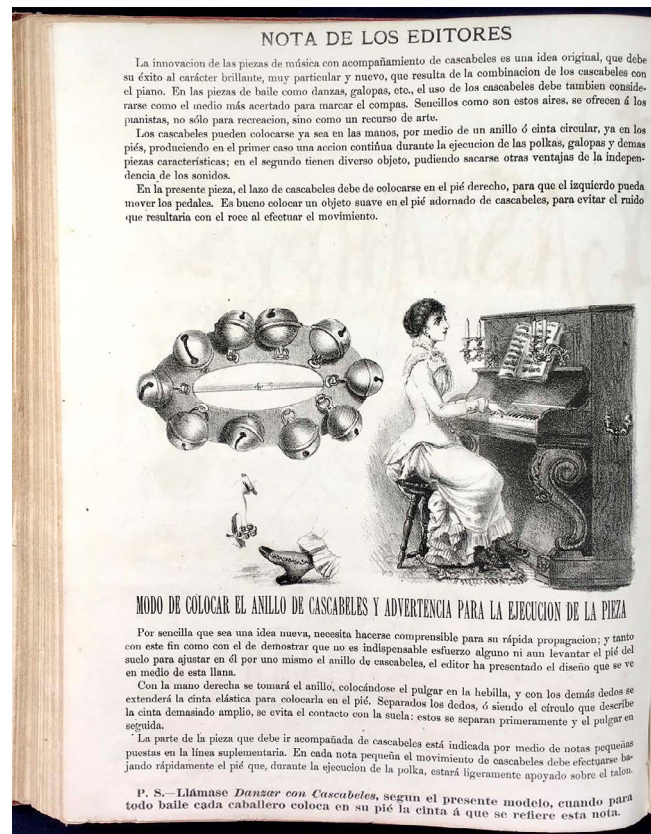 NOTA DE LOS EDITORES
La innovacion de las piezas de música con acompañamiento de cascabeles es una idea original, que debe
su éxito al carácter brillante, muy particular y nuevo, que resulta de la combinacion de los cascabeles con
el piano. En las piezas de baile como danzas, galopas, etc., el uso de los cascabeles debe tambien conside-
rarse como el medio más acertado para marcar el compas. Sencillos como son estos aires, se ofrecen á los
pianistas, no sólo para recreacion, sino como un recurso de arte.
Los cascabeles pueden colocarse ya sea en las manos, por medio de un anillo ó cinta circular, ya en los
piés, produciendo en el primer caso una accion contiñua durante la ejecucion de las polkas, galopas y demas
piezas características; en el segundo tienen diverso objeto, pudiendo sacarse otras ventajas de la indepen-
dencia de los sonidos.
En la presente pieza, el lazo de cascabeles debe de colocarse en el pié derecho, para que el izquierdo pueda
mover los pedales. Es bueno colocar un objeto suave en el pié adornado de cascabeles, para evitar el ruido
que resultaria con el roce al efectuar el movimiento.
MODO DE COLOCAR EL ANILLO DE CASCABELES Y ADVERTENCIA PARA LA EJECUCION DE LA PIEZA
Por sencilla que sea una idea nueva, necesita hacerse comprensible para su rápida propagacion; y tanto
con este fin como con el de demostrar que no es indispensable esfuerzo alguno ni aun levantar el pié del
suelo para ajustar en él por uno mismo el anillo de cascabeles, el editor ha presentado el diseño que se ve
en medio de esta llana.
Con la mano derecha se tomará el anillo, colocándose el pulgar en la hebilla, y con los demás dedos se
extenderá la cinta elástica para colocarla en el pié. Separados los dedos, ó siendo el círculo que describe
la cinta demasiado amplio, se evita el contacto con la suela: estos se separan primeramente y el pulgar en
seguida.
La parte de la pieza que debe ir acompañada de cascabeles está indicada por medio de notas pequeñas
puestas en la línea suplementaria. En cada nota pequeña el movimiento de cascabeles debe efectuarse ba-
jando rápidamente el pié que, durante la ejecucion de la polka, estará ligeramente apoyado sobre el talon.
P. S.—Llámase Danzar con Cascabeles, segun el presente modelo, cuando para
todo baile cada caballero coloca en su pié la cinta á que se refiere esta nota.